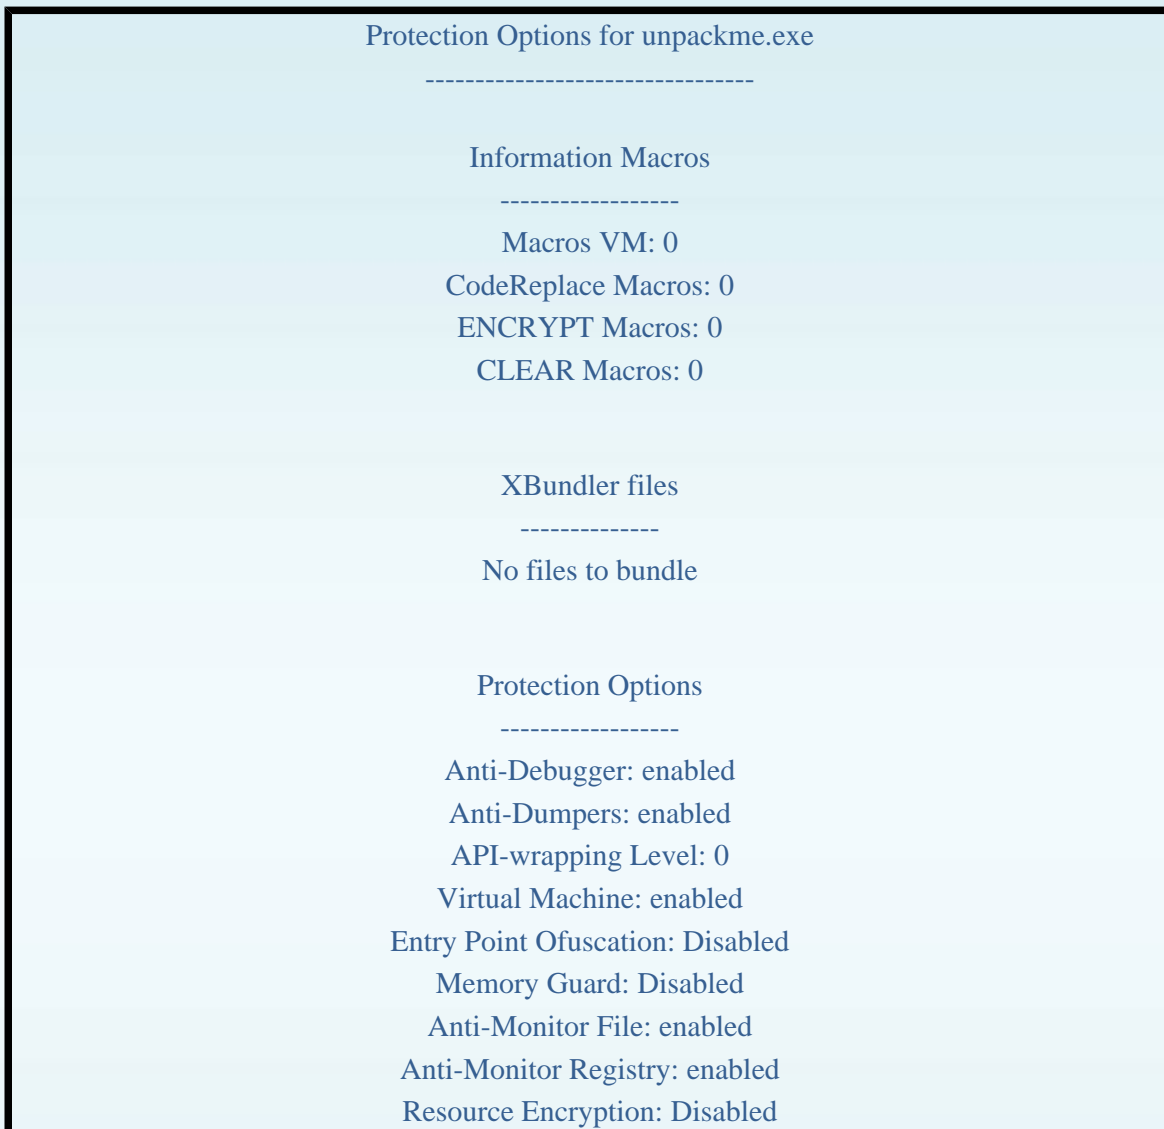 Protection Options for unpackme.exe
---------------------------------
Information Macros
------------------
Macros VM: 0
CodeReplace Macros: 0
ENCRYPT Macros: 0
CLEAR Macros: 0
XBundler files
--------------
No files to bundle
Protection Options
------------------
Anti-Debugger: enabled
Anti-Dumpers: enabled
API-wrapping Level: 0
Virtual Machine: enabled
Entry Point Ofuscation: Disabled
Memory Guard: Disabled
Anti-Monitor File: enabled
Anti-Monitor Registry: enabled
Resource Encryption: Disabled